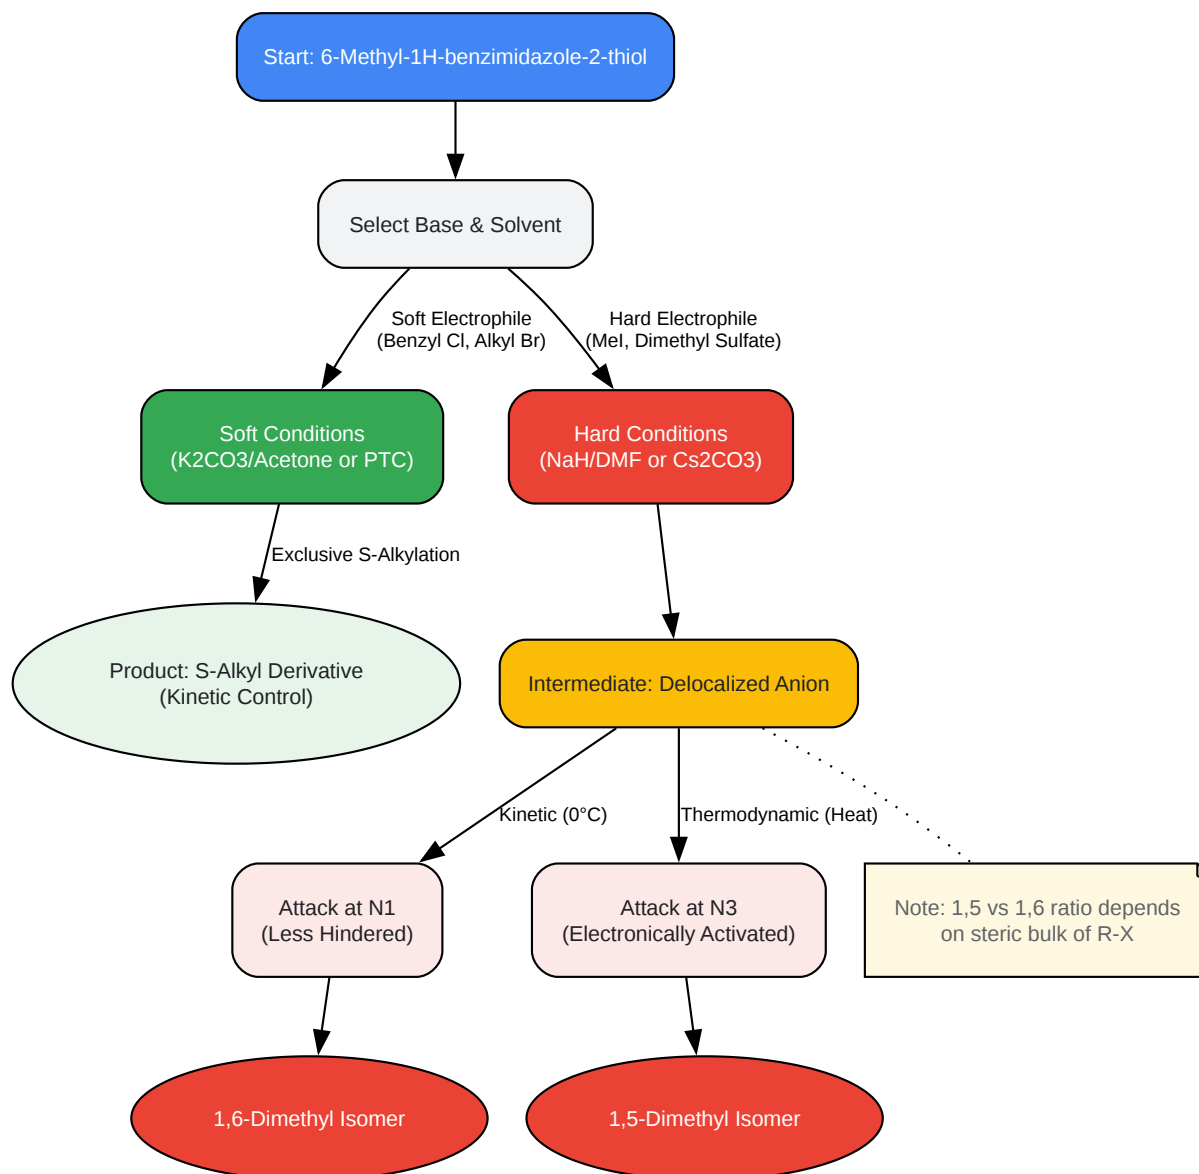 Start: 6-Methyl-1H-benzimidazole-2-thiol
Select Base & Solvent
Soft Electrophile
(Benzyl Cl, Alkyl Br)
Hard Electrophile
(MeI, Dimethyl Sulfate)
Soft Conditions
(K2CO3/Acetone or PTC)
Hard Conditions
(NaH/DMF or Cs2CO3)
Exclusive S-Alkylation
Product: S-Alkyl Derivative
(Kinetic Control)
Intermediate: Delocalized Anion
Kinetic (0°C)
Thermodynamic (Heat)
Attack at N1
(Less Hindered)
Attack at N3
(Electronically Activated)
Note: 1,5 vs 1,6 ratio depends
on steric bulk of R-X
1,6-Dimethyl Isomer
1,5-Dimethyl Isomer